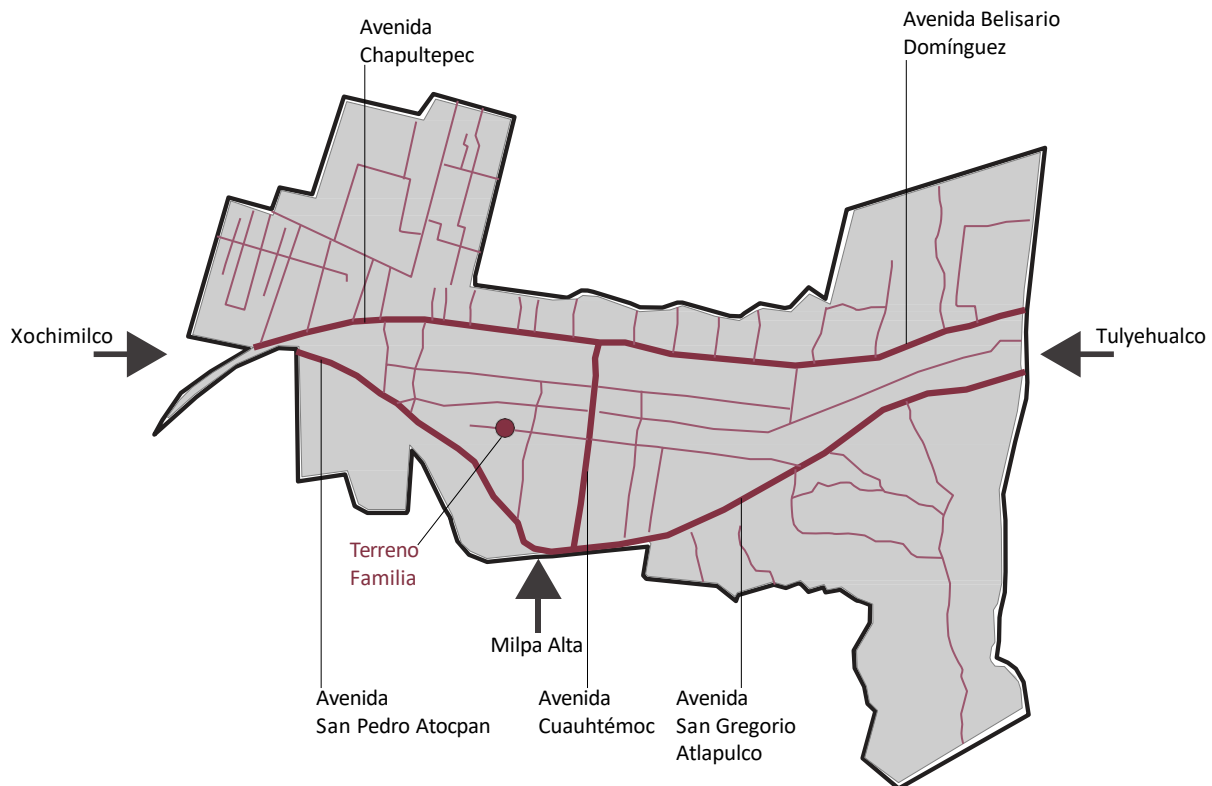 Avenida
Chapultepec
Avenida Belisario
Domínguez
Xochimilco
Tulyehualco
Terreno
Familia
Milpa Alta
Avenida
San Pedro Atocpan
Avenida
Cuauhtémoc
Avenida
San Gregorio
Atlapulco